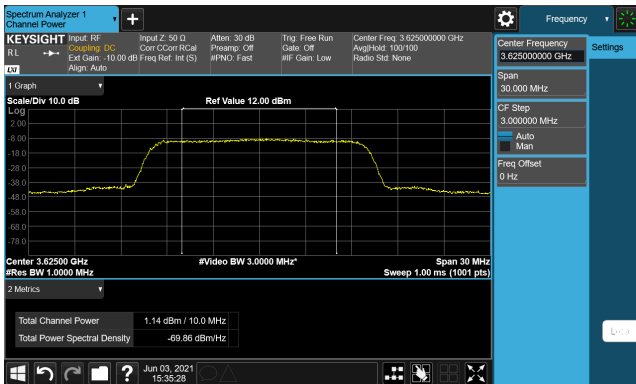 Spectrum Analyzer 1
Channel Power
Frequency
KEYSIGHT Input: RF Input Z: 50 Ω Atten: 30 dB Trig: Free Run Center Freq: 3.625000000 GHz
RL Coupling: DC Corr CCorr RCal Preamp: Off Gate: Off Avg|Hold: 100/100
Ext Gain: -10.00 dB Freq Ref: Int (S) #PNO: Fast #IF Gain: Low Radio Std: None
LXI Align: Auto
Center Frequency
3.625000000 GHz
Settings
Span
30.000 MHz
CF Step
3.000000 MHz
Auto
Man
Freq Offset
0 Hz
1 Graph
Scale/Div 10.0 dB Ref Value 12.00 dBm
Log
2.00
-8.00
-18.0
-28.0
-38.0
-48.0
-58.0
-68.0
-78.0
Center 3.62500 GHz #Video BW 3.0000 MHz* Span 30 MHz
#Res BW 1.0000 MHz Sweep 1.00 ms (1001 pts)
2 Metrics
Total Channel Power 1.14 dBm / 10.0 MHz
Total Power Spectral Density -69.86 dBm/Hz
Local
? Jun 03, 2021
15:35:28